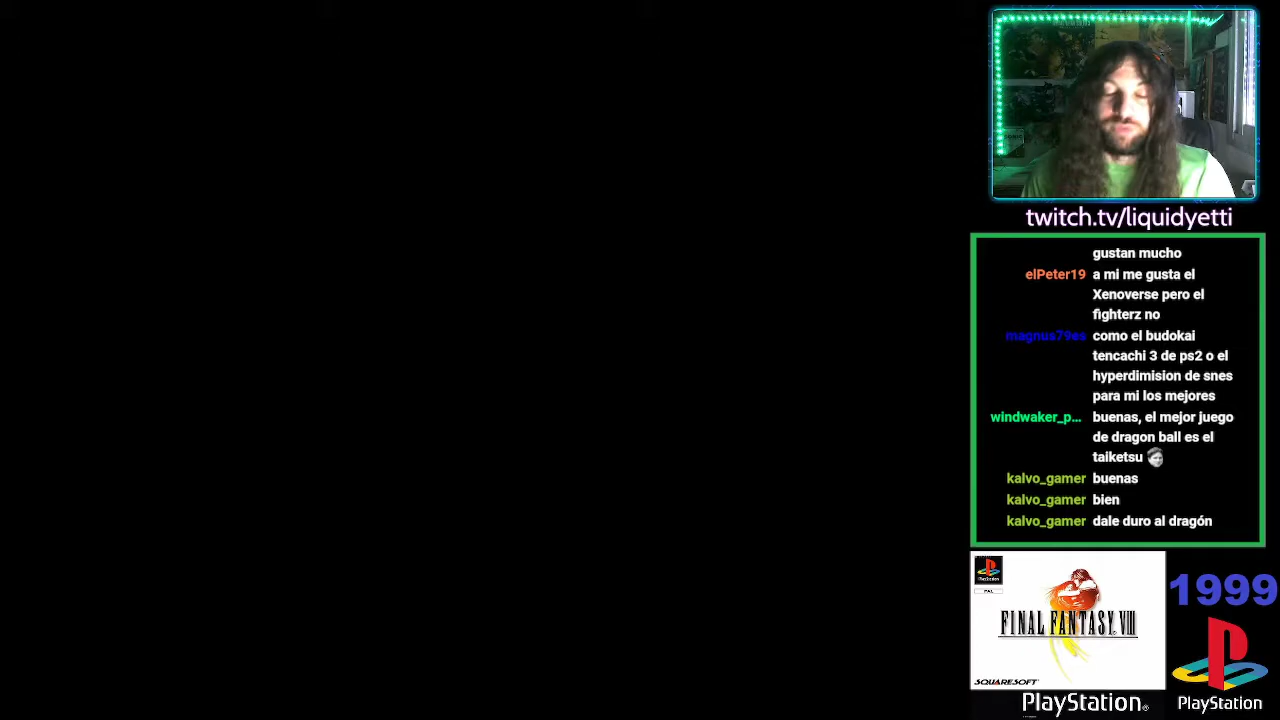 twitch.tv/liquidyetti
gustan mucho
elPeter19 a mi me gusta el
Xenoverse pero el
fighterz no
magnus79es como el budokai
tencachi 3 de ps2 o el
hyperdimision de snes
para mi los mejores
windwaker_p... buenas, el mejor juego
de dragon ball es el
taiketsu
kalvo_gamer buenas
kalvo_gamer bien
kalvo_gamer dale duro al dragón
PlayStation
PAL
FINAL FANTASY VIII
SQUARESOFT
PlayStation
1999
PlayStation